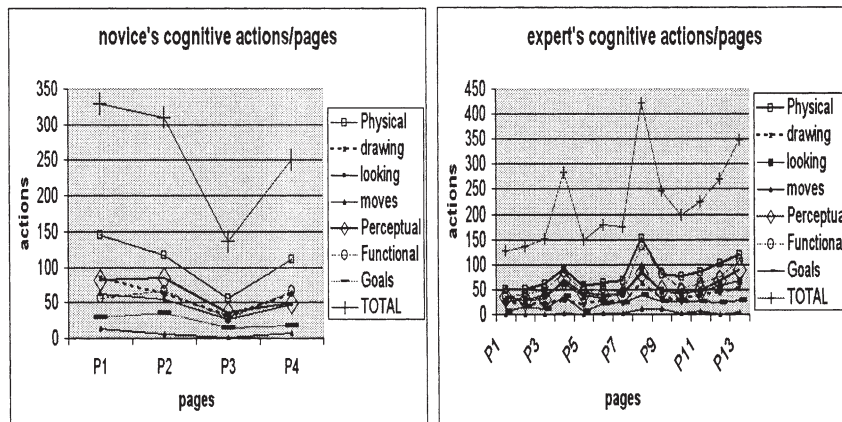 novice's cognitive actions/pages
350
300
250
200
150
100
50
0
actions
P1 P2 P3 P4
pages
Physical
drawing
looking
moves
Perceptual
Functional
Goals
TOTAL
expert's cognitive actions/pages
450
400
350
300
250
200
150
100
50
0
actions
P1 P3 P5 P7 P9 P11 P13
pages
Physical
drawing
looking
moves
Perceptual
Functional
Goals
TOTAL